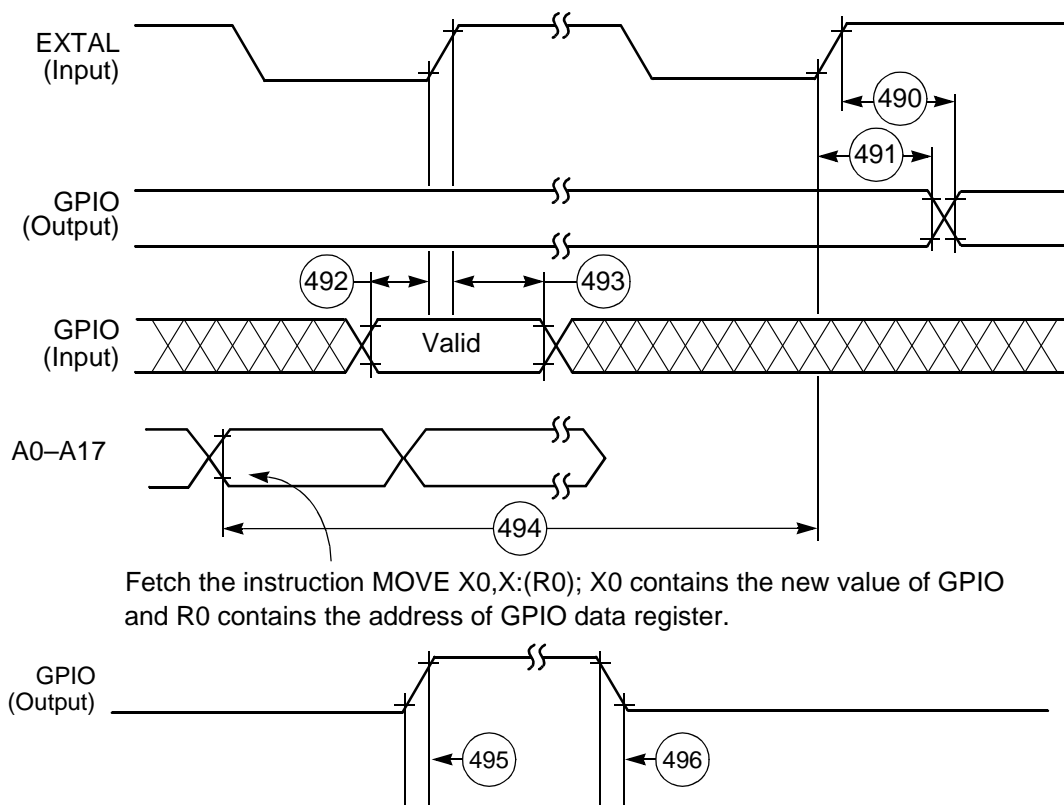 EXTAL
(Input)
490
491
GPIO
(Output)
492
493
GPIO
(Input)
Valid
A0–A17
494
Fetch the instruction MOVE X0,X:(R0); X0 contains the new value of GPIO
and R0 contains the address of GPIO data register.
GPIO
(Output)
495
496